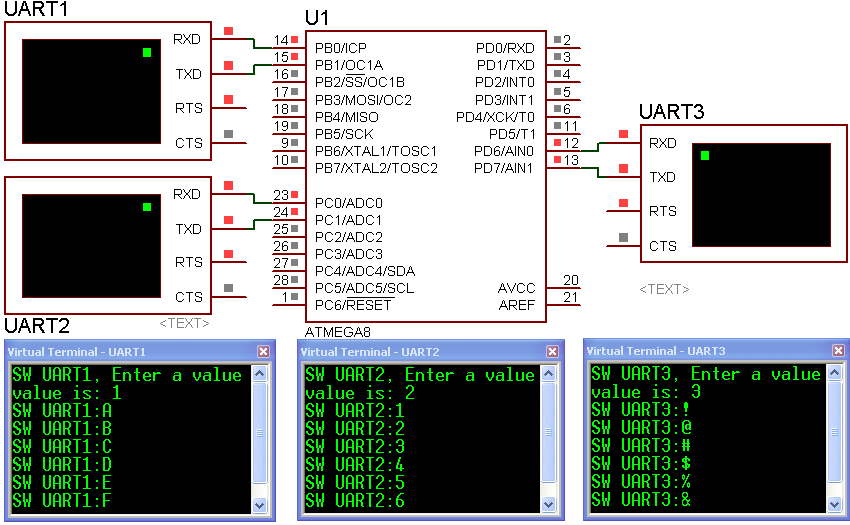 UART1
RXD
TXD
RTS
CTS
UART2
RXD
TXD
RTS
CTS
<TEXT>
U1
14 PB0/ICP
15 PB1/OC1A
16 PB2/SS/OC1B
17 PB3/MOSI/OC2
18 PB4/MISO
19 PB5/SCK
9 PB6/XTAL1/TOSC1
10 PB7/XTAL2/TOSC2
23 PC0/ADC0
24 PC1/ADC1
25 PC2/ADC2
26 PC3/ADC3
27 PC4/ADC4/SDA
28 PC5/ADC5/SCL
1 PC6/RESET
PD0/RXD 2
PD1/TXD 3
PD2/INT0 4
PD3/INT1 5
PD4/XCK/T0 6
PD5/T1 11
PD6/AIN0 12
PD7/AIN1 13
AVCC 20
AREF 21
ATMEGA8
UART3
RXD
TXD
RTS
CTS
<TEXT>
Virtual Terminal - UART1
SW UART1, Enter a value
value is: 1
SW UART1:A
SW UART1:B
SW UART1:C
SW UART1:D
SW UART1:E
SW UART1:F
Virtual Terminal - UART2
SW UART2, Enter a value
value is: 2
SW UART2:1
SW UART2:2
SW UART2:3
SW UART2:4
SW UART2:5
SW UART2:6
Virtual Terminal - UART3
SW UART3, Enter a value
value is: 3
SW UART3:!
SW UART3:@
SW UART3:#
SW UART3:$
SW UART3:%
SW UART3:&